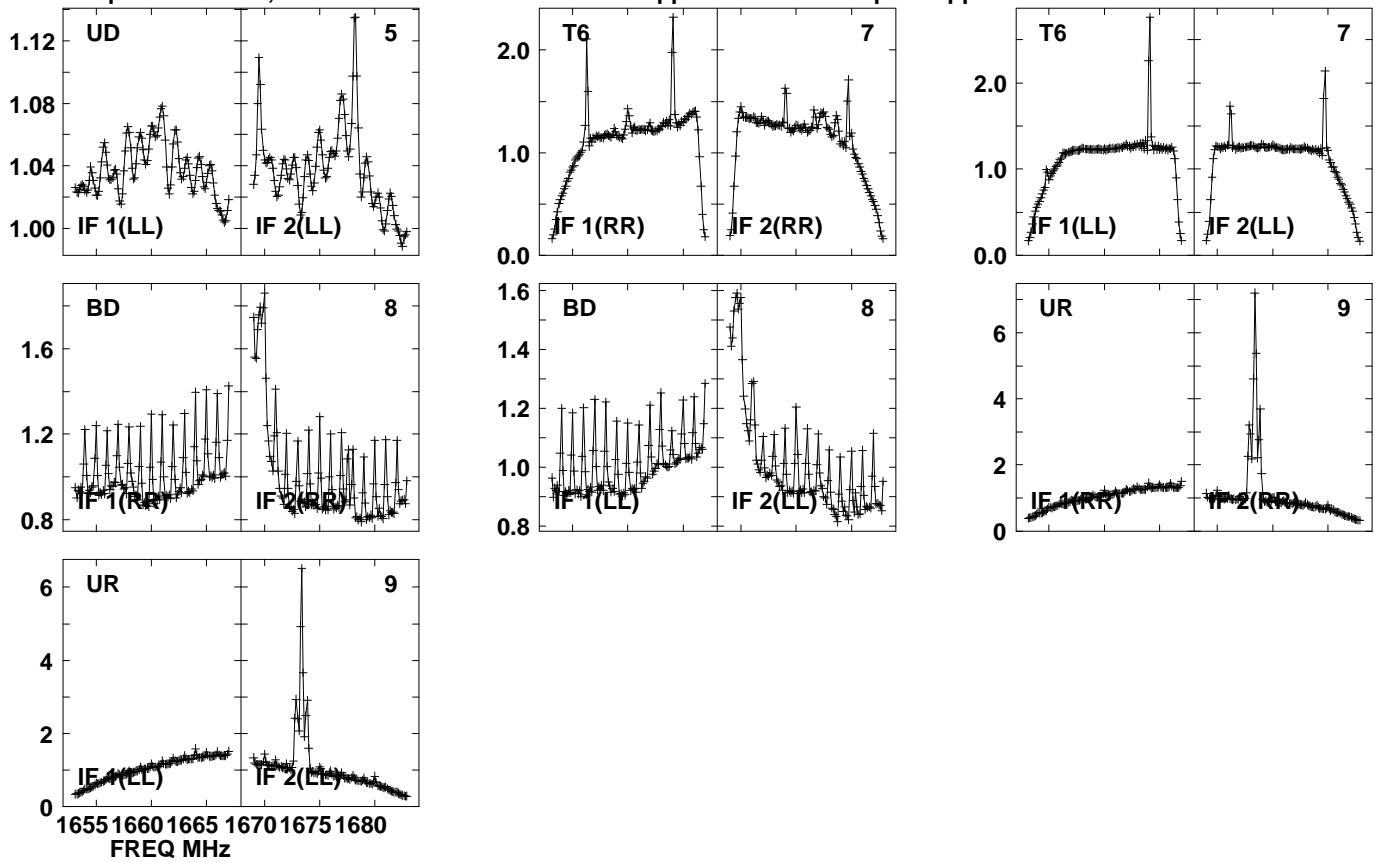 UD 5
1.12
1.08
1.04
1.00
IF 1(LL) IF 2(LL)
T6 7
2.0
1.0
0.0
IF 1(RR) IF 2(RR)
T6 7
2.0
1.0
0.0
IF 1(LL) IF 2(LL)
BD 8
1.6
1.2
0.8
IF 1(RR) IF 2(RR)
BD 8
1.6
1.4
1.2
1.0
0.8
IF 1(LL) IF 2(LL)
UR 9
6
4
2
0
IF 1(RR) IF 2(RR)
UR 9
6
4
2
0
IF 1(LL) IF 2(LL)
1655 1660 1665 1670 1675 1680
FREQ MHz